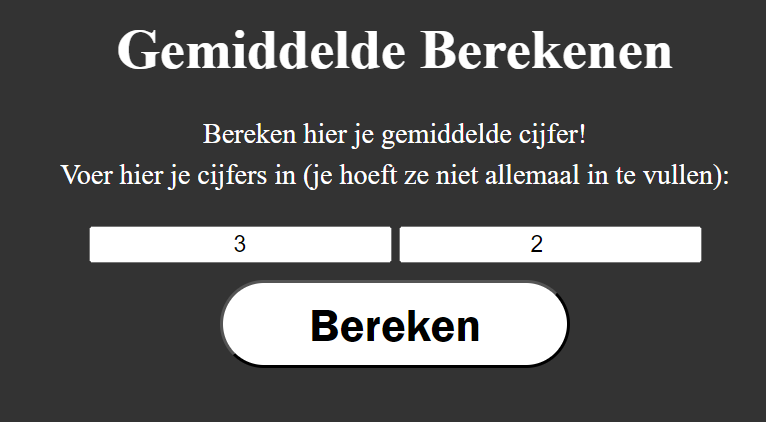 Gemiddelde Berekenen
Bereken hier je gemiddelde cijfer!
Voer hier je cijfers in (je hoeft ze niet allemaal in te vullen):
3 2
Bereken